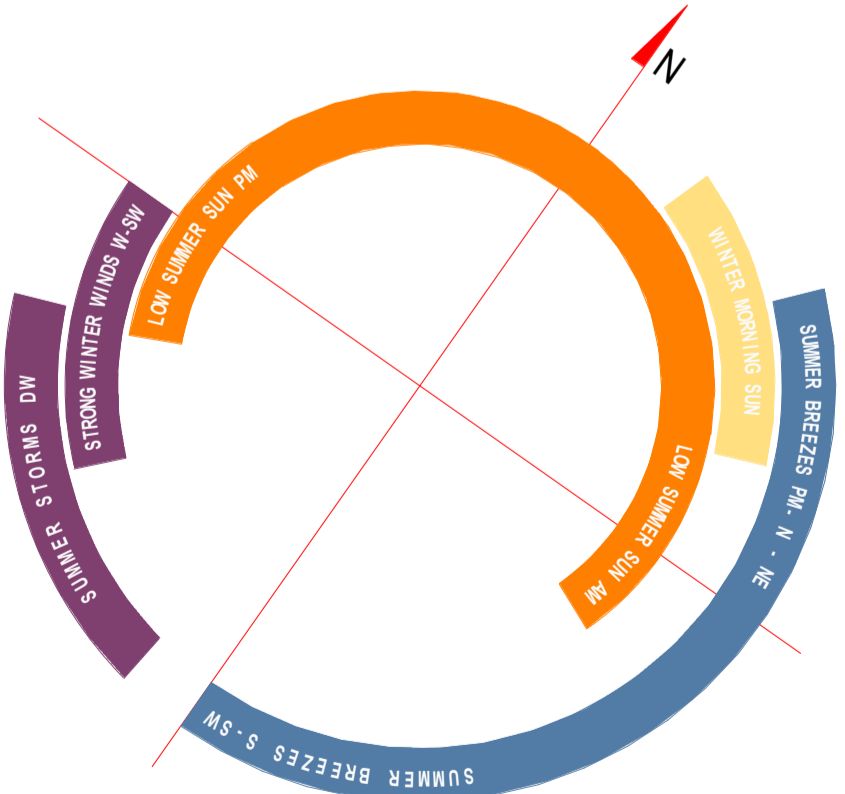 N
LOW SUMMER SUN PM
STRONG WINTER WINDS W-SW
WINTER MORNING SUN
SUMMER STORMS DW
SUMMER BREEZES PM- N - NE
LOW SUMMER SUN AM
SUMMER BREEZES S-SW